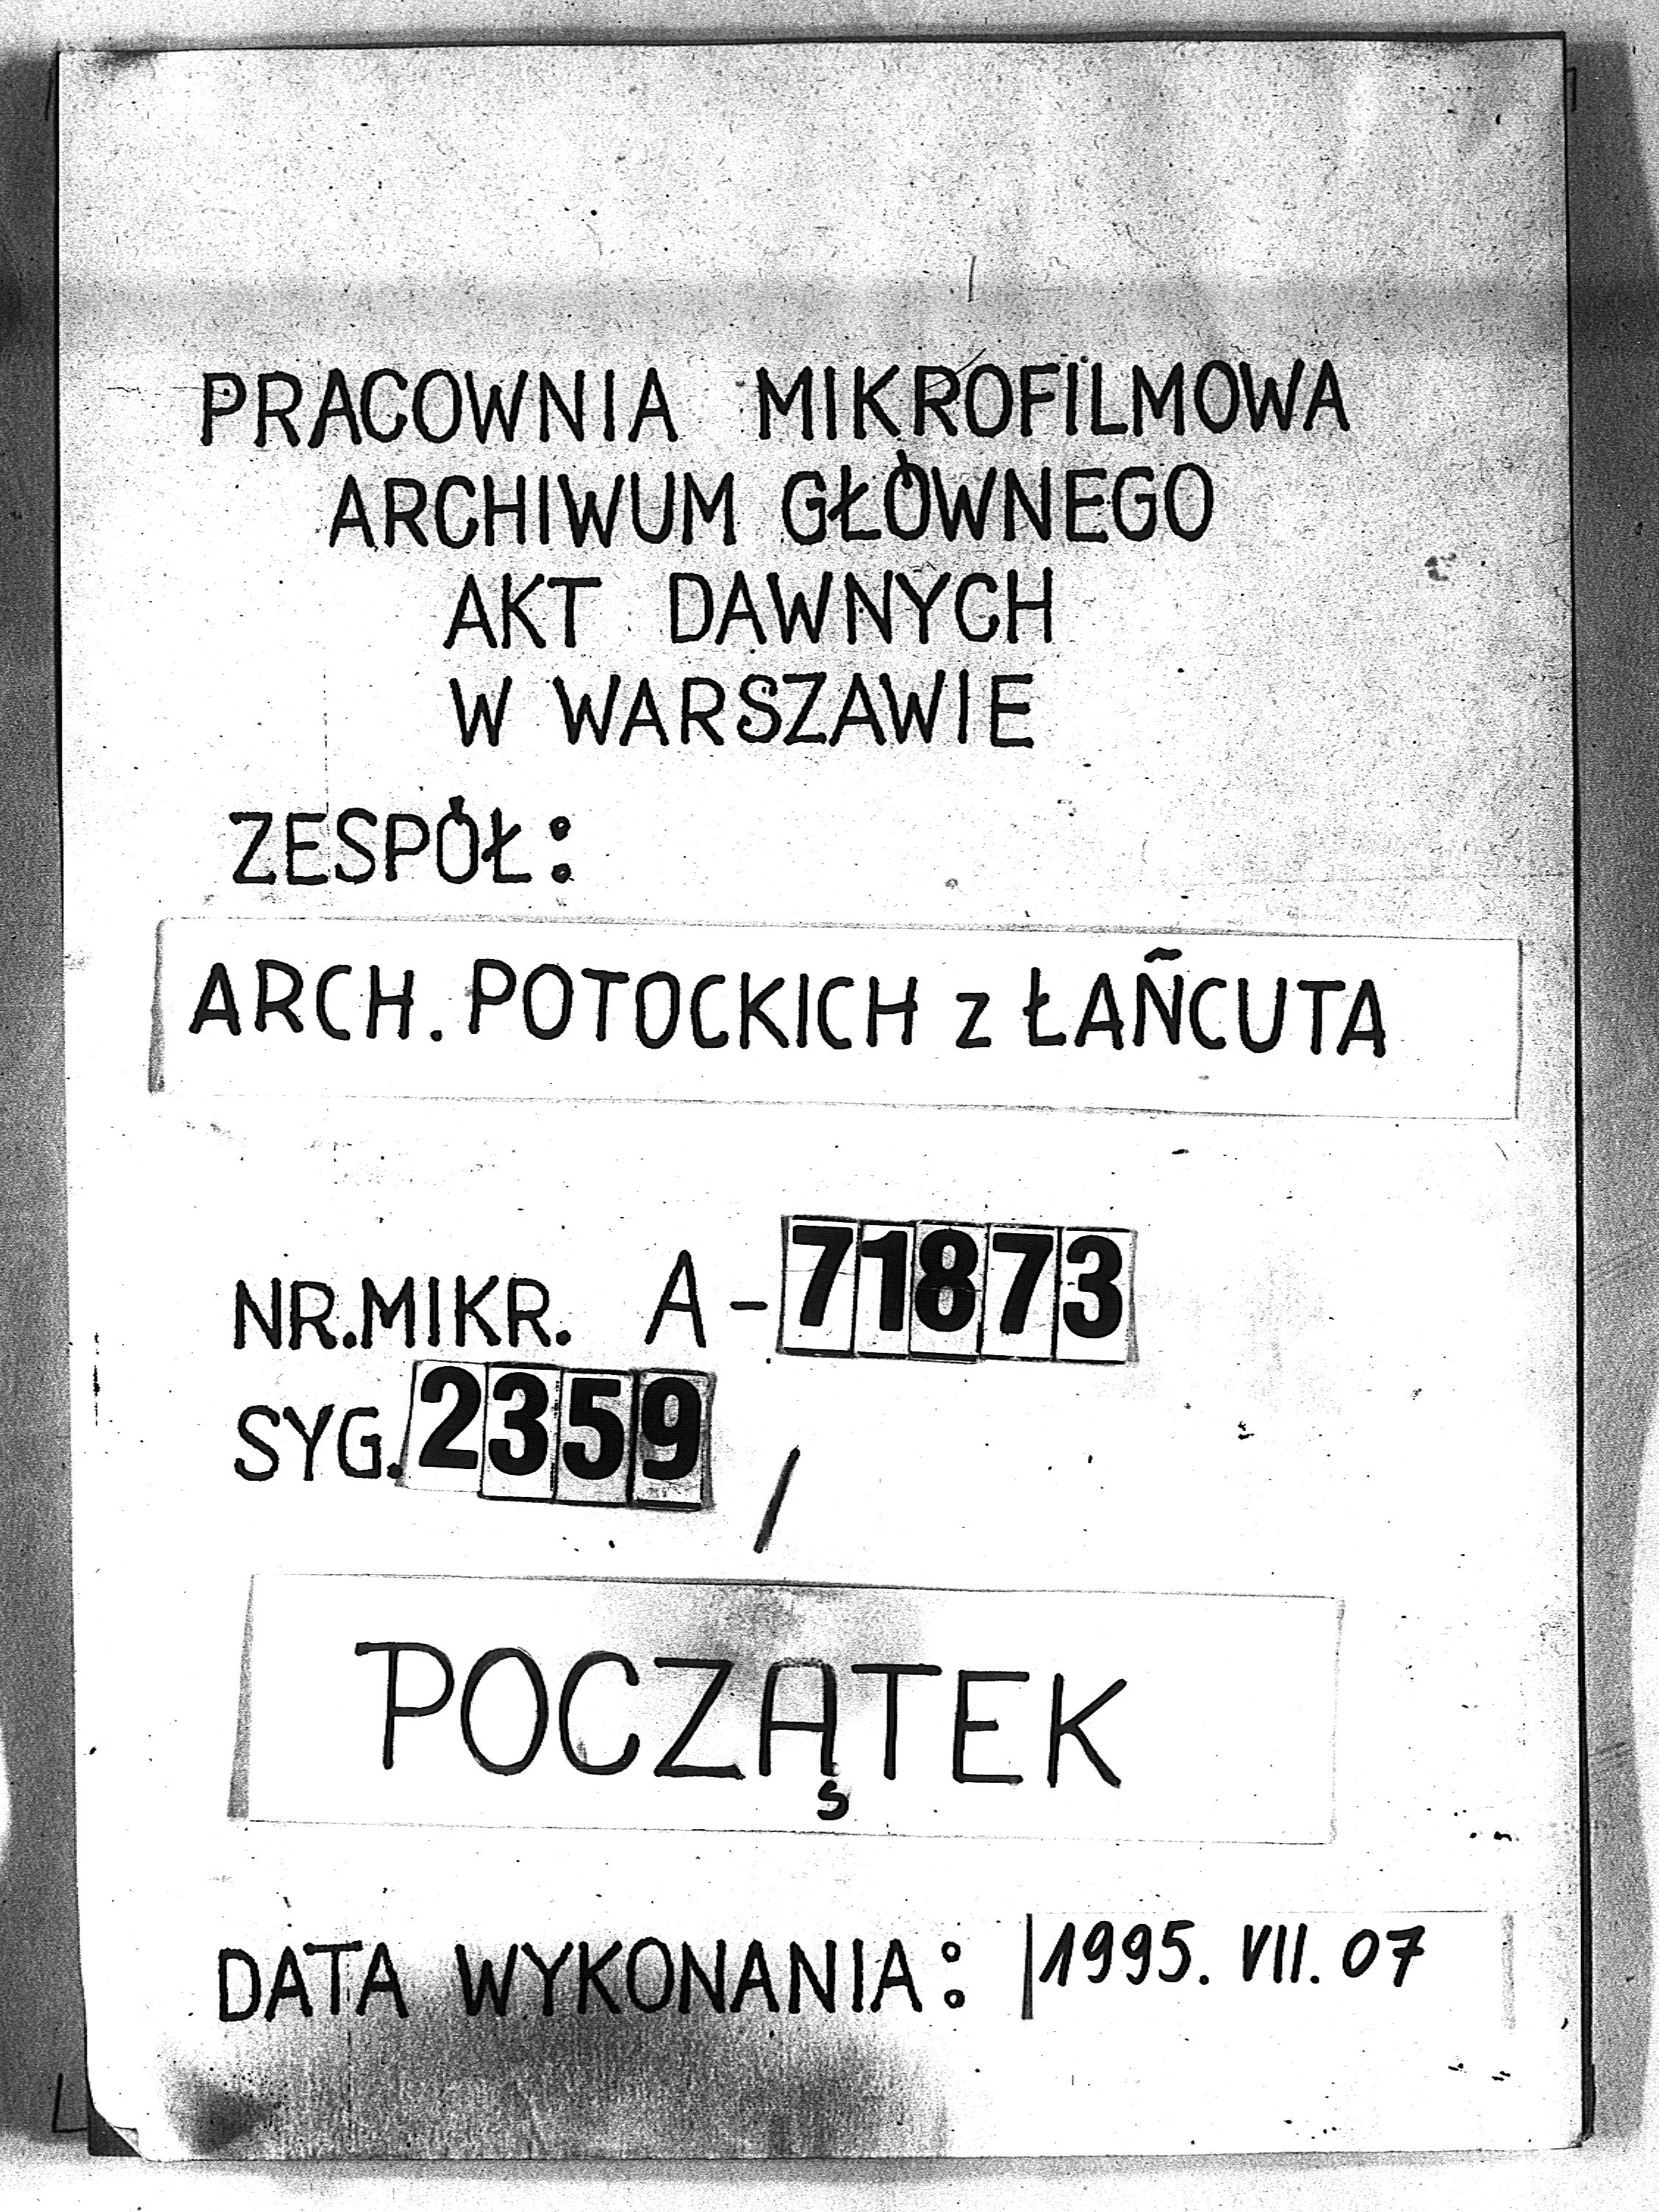 PRACOWNIA MIKROFILMOWA
ARCHIWUM GŁÓWNEGO
AKT DAWNYCH
W WARSZAWIE
ZESPÓŁ:
ARCH. POTOCKICH z ŁAŃCUTA
NR.MIKR. A-71873
SYG. 2359 /
POCZĄTEK
DATA WYKONANIA: 1995. VII. 07